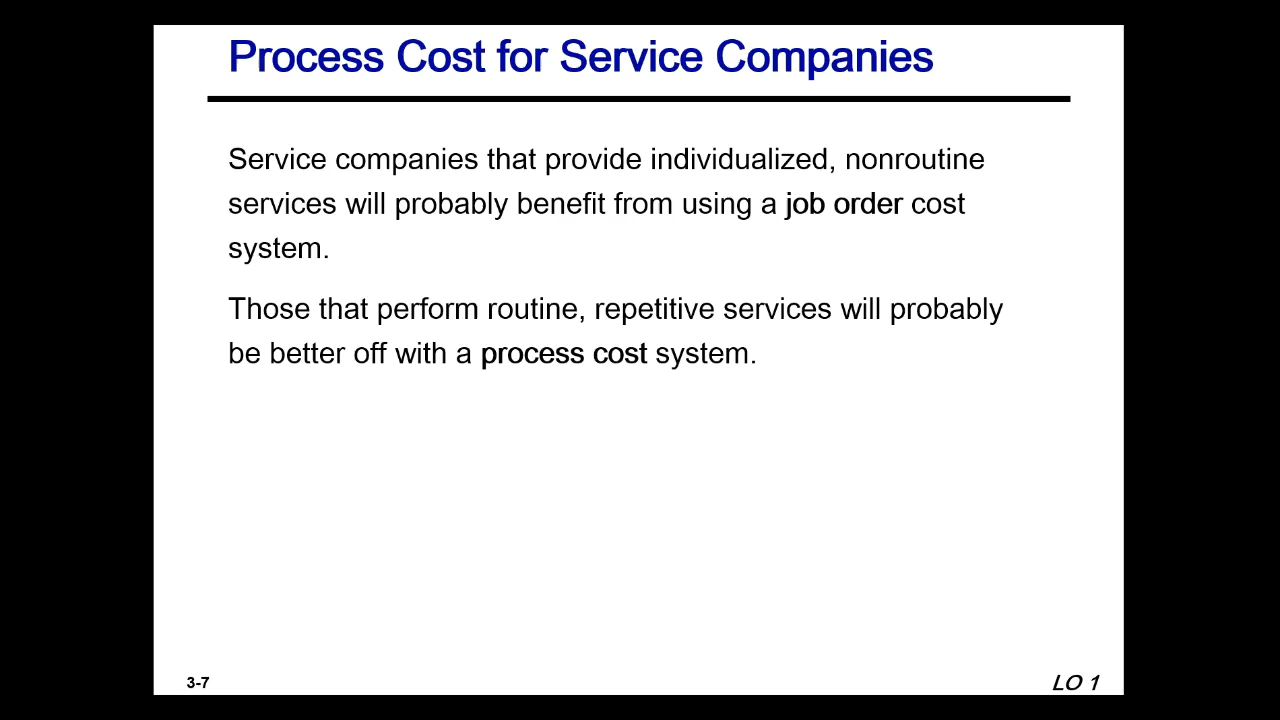 Process Cost for Service Companies
Service companies that provide individualized, nonroutine
services will probably benefit from using a job order cost
system.
Those that perform routine, repetitive services will probably
be better off with a process cost system.
3-7
LO 1